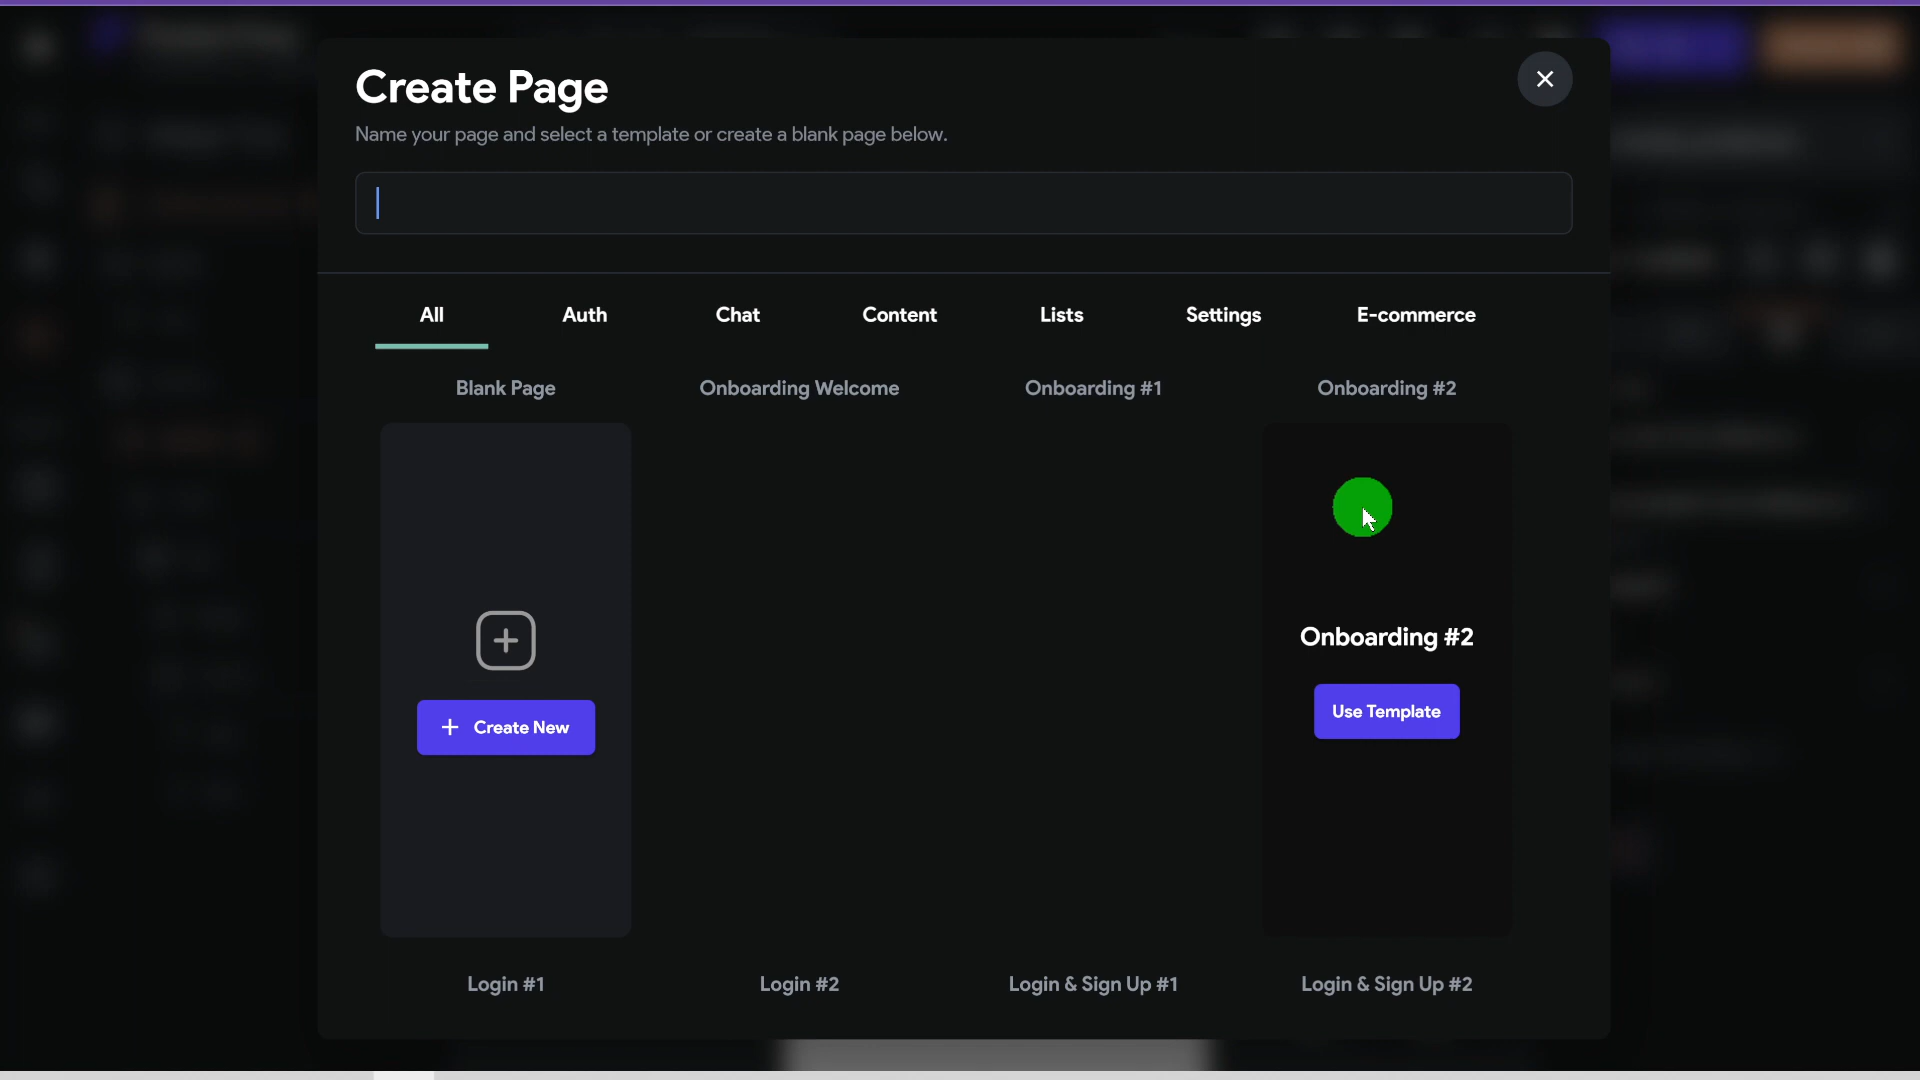 Create Page
Name your page and select a template or create a blank page below.
All Auth Chat Content Lists Settings E-commerce
Blank Page Onboarding Welcome Onboarding #1 Onboarding #2
Onboarding #2
Use Template
+ Create New
Login #1 Login #2 Login & Sign Up #1 Login & Sign Up #2